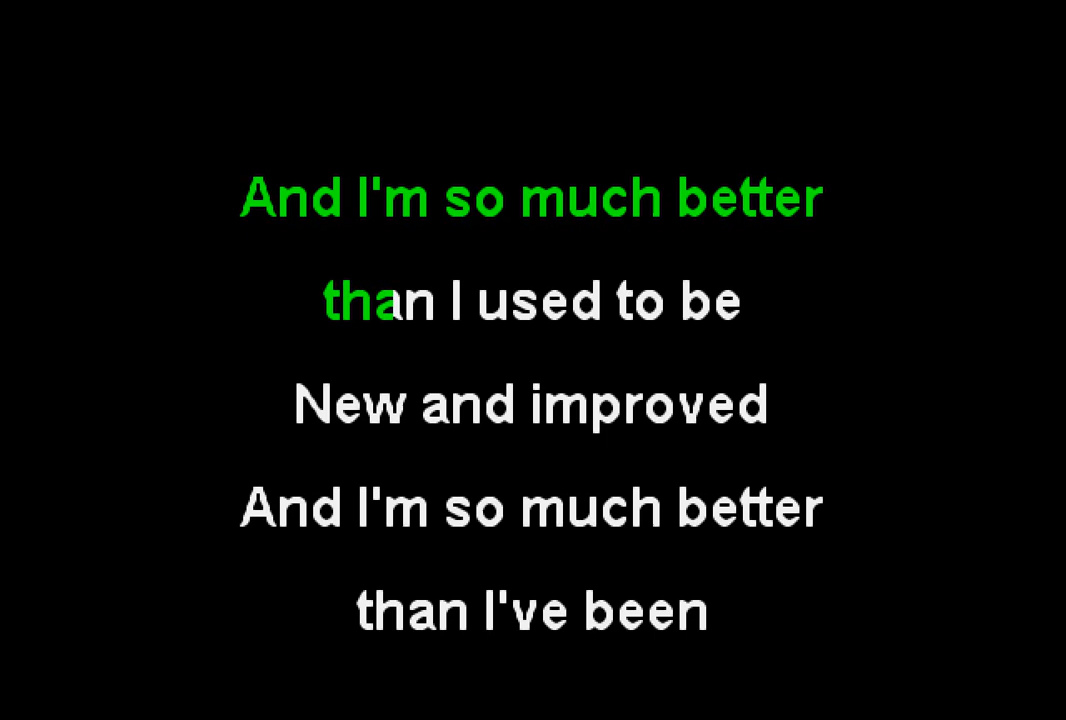 And I'm so much better
than I used to be
New and improved
And I'm so much better
than I've been